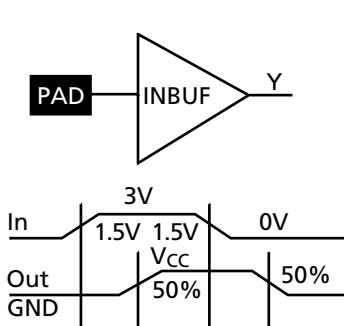 PAD INBUF Y
3V
In 1.5V 1.5V 0V
VCC
Out 50% 50%
GND